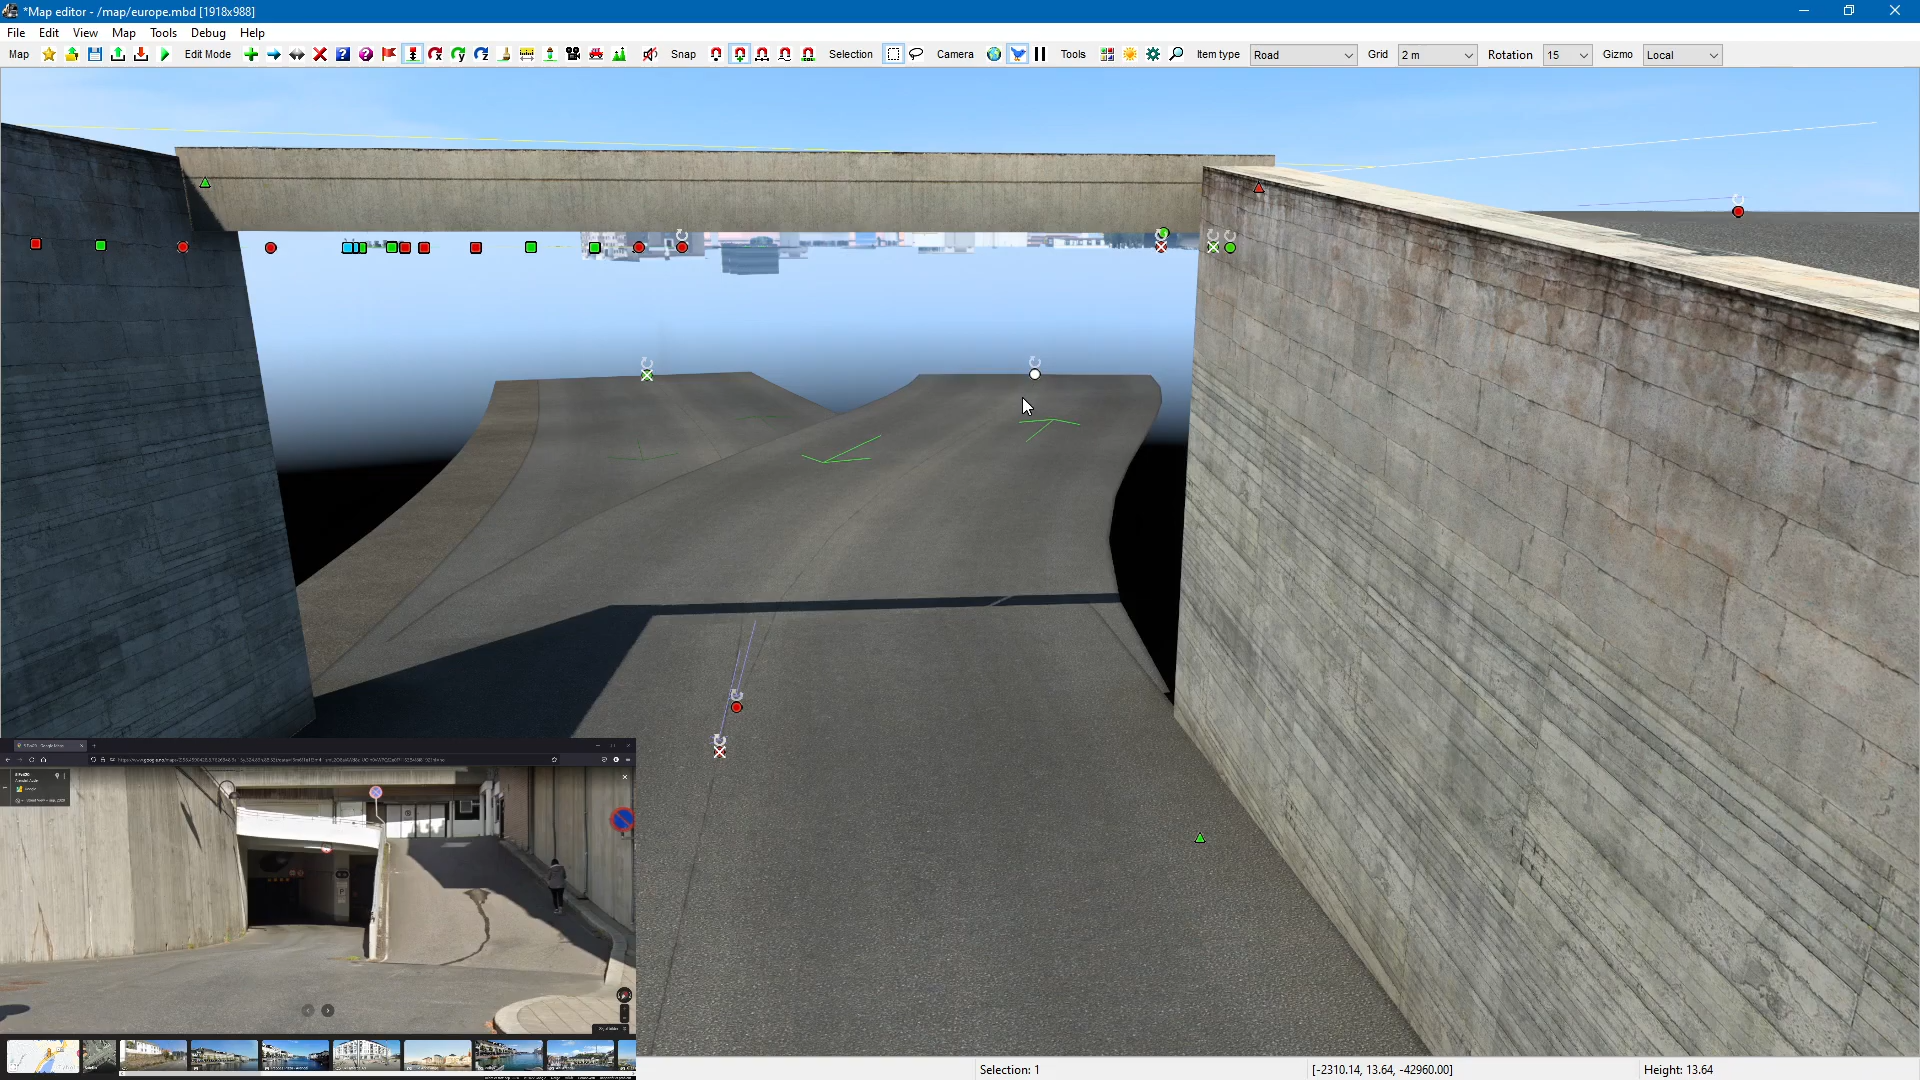 *Map editor - /map/europe.mbd [1918x988]
File Edit View Map Tools Debug Help
Map Edit Mode Snap Selection Camera Tools Item type Road Grid 2 m Rotation 15 Gizmo Local
Selection: 1 [-2310.14, 13.64, -42960.00] Height: 13.64